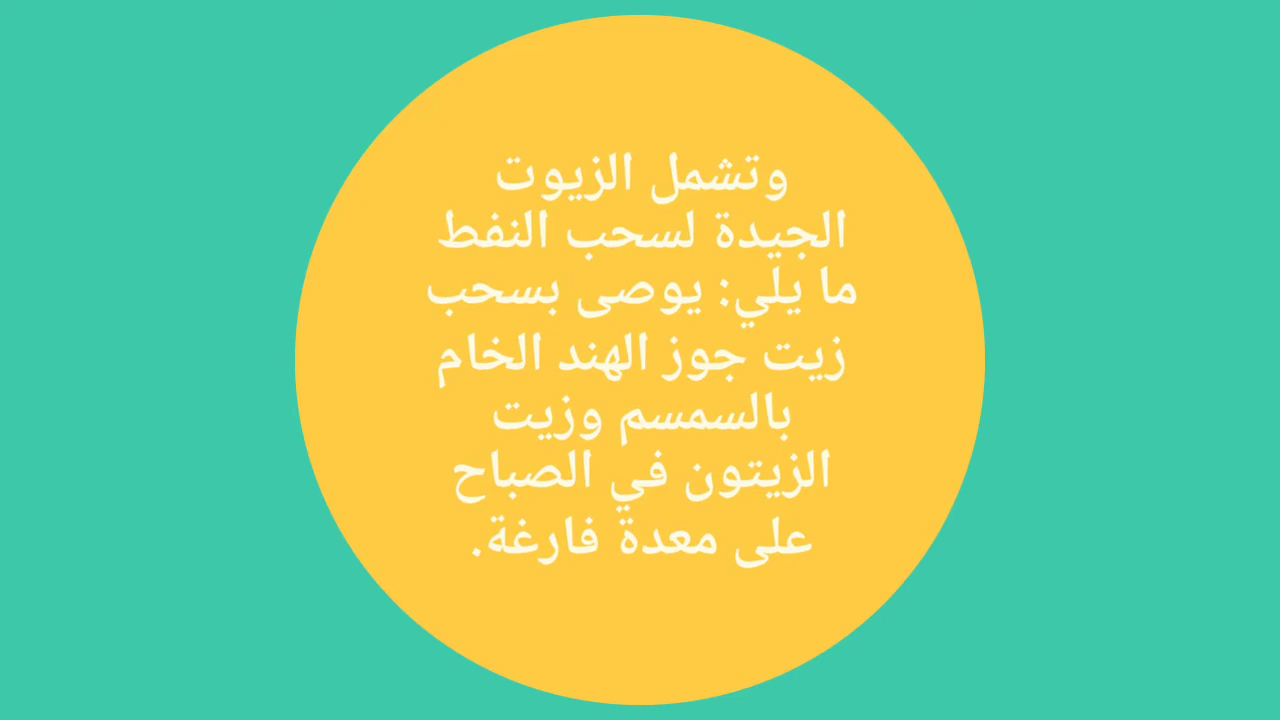 وتشمل الزيوت
الجيدة لسحب النفط
ما يلي: يوصى بسحب
زيت جوز الهند الخام
بالسمسم وزيت
الزيتون في الصباح
على معدة فارغة.